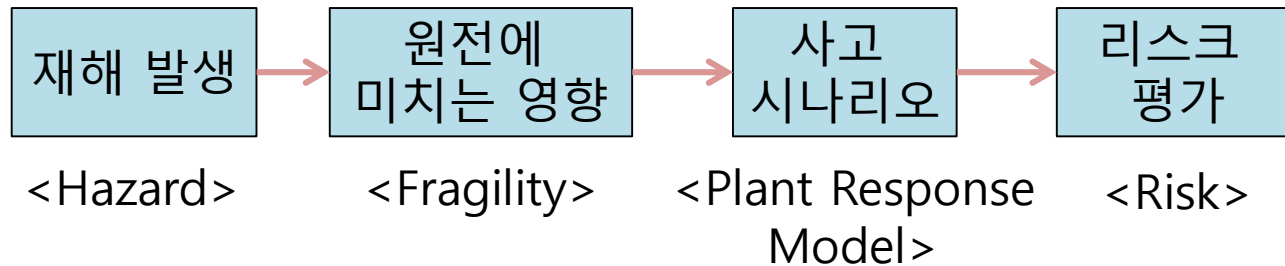 재해 발생
원전에
미치는 영향
사고
시나리오
리스크
평가
<Hazard>
<Fragility>
<Plant Response
Model>
<Risk>